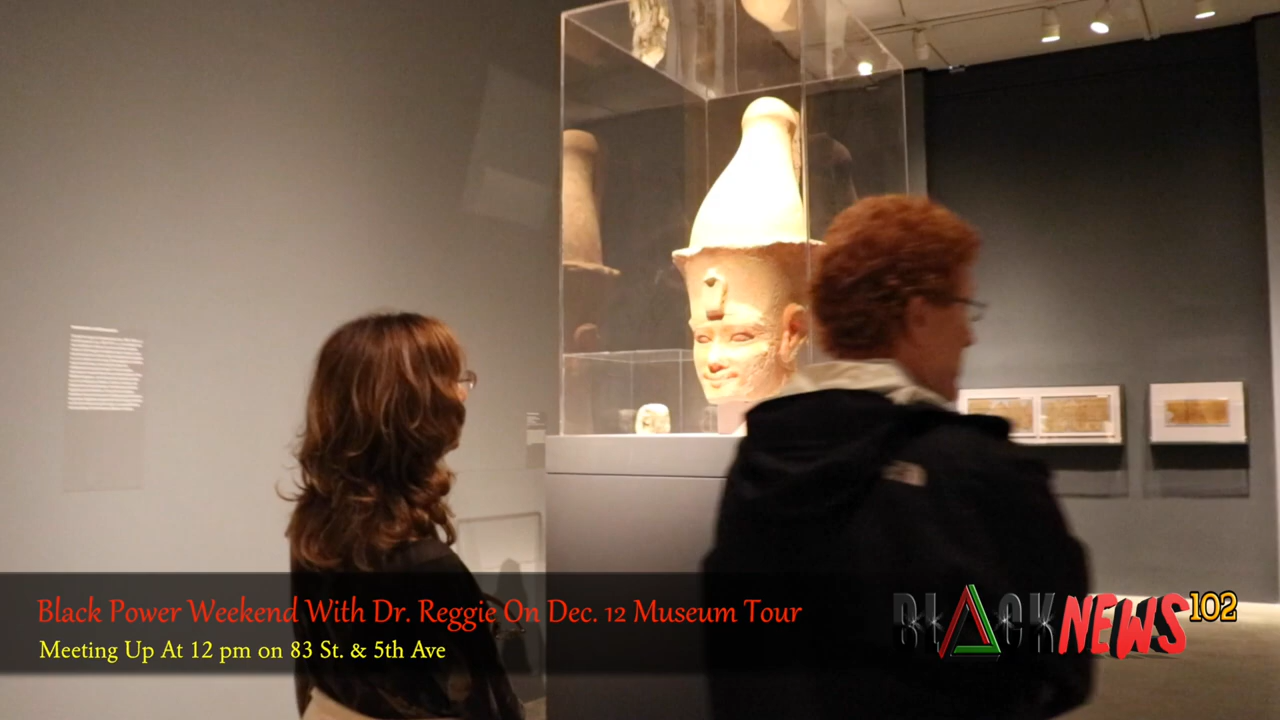 Black Power Weekend With Dr. Reggie On Dec. 12 Museum Tour
Meeting Up At 12 pm on 83 St. & 5th Ave
BLACK NEWS 102